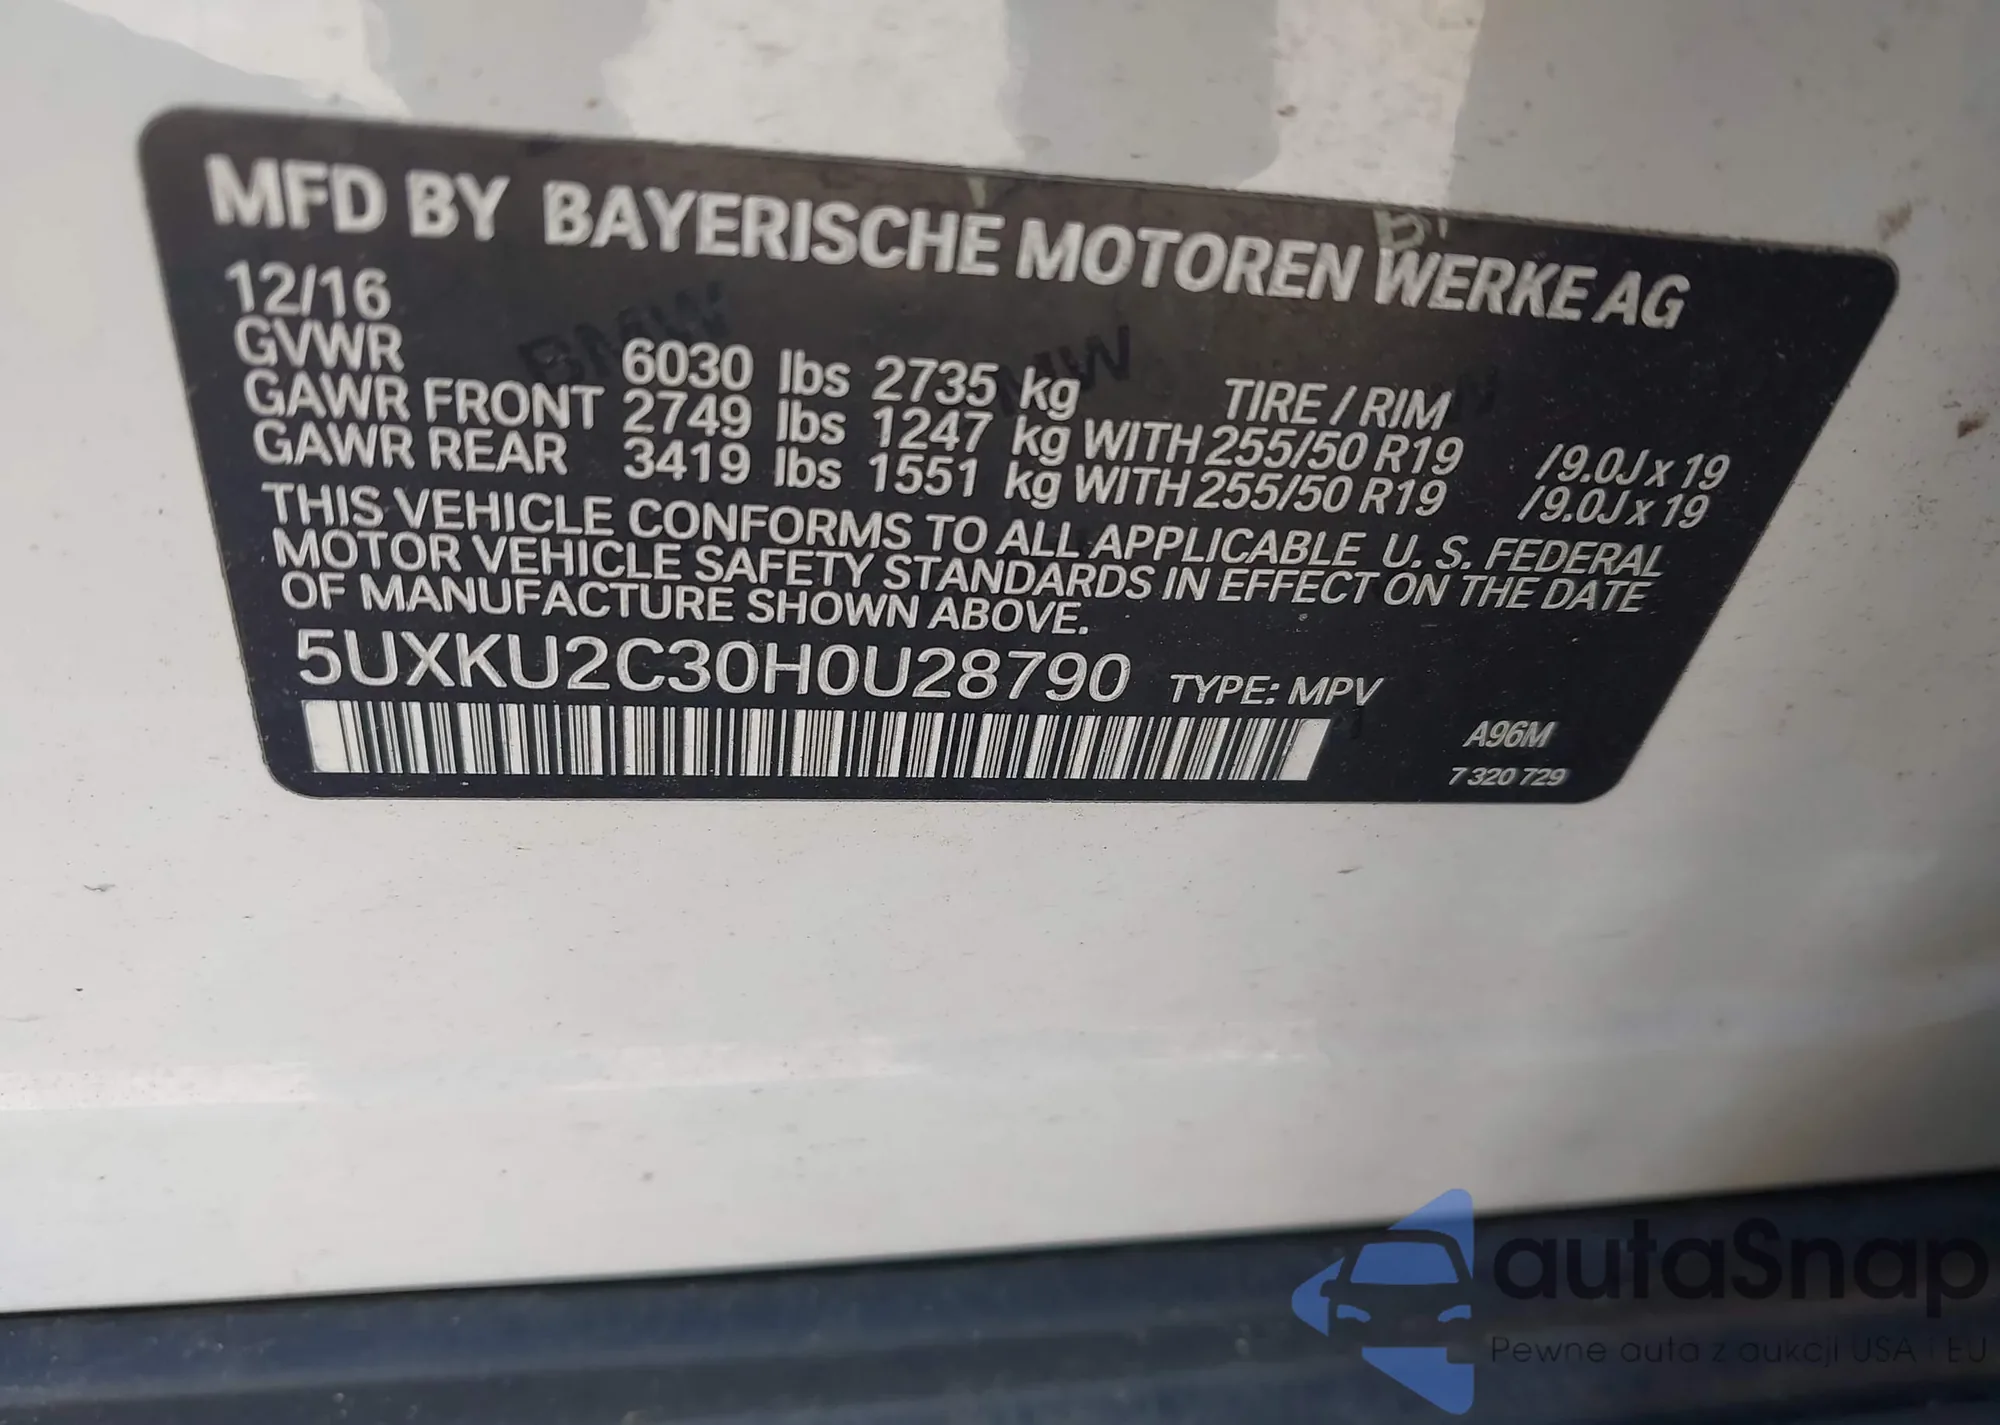 MFD BY BAYERISCHE MOTOREN WERKE AG
12/16
GVWR 6030 lbs 2735 kg TIRE / RIM
GAWR FRONT 2749 lbs 1247 kg WITH 255/50 R19 /9.0J x 19
GAWR REAR 3419 lbs 1551 kg WITH 255/50 R19 /9.0J x 19
THIS VEHICLE CONFORMS TO ALL APPLICABLE U. S. FEDERAL
MOTOR VEHICLE SAFETY STANDARDS IN EFFECT ON THE DATE
OF MANUFACTURE SHOWN ABOVE.
5UXKU2C30H0U28790 TYPE: MPV
A96M
7 320 729
autaSnap
Pewne auta z aukcji USA i EU